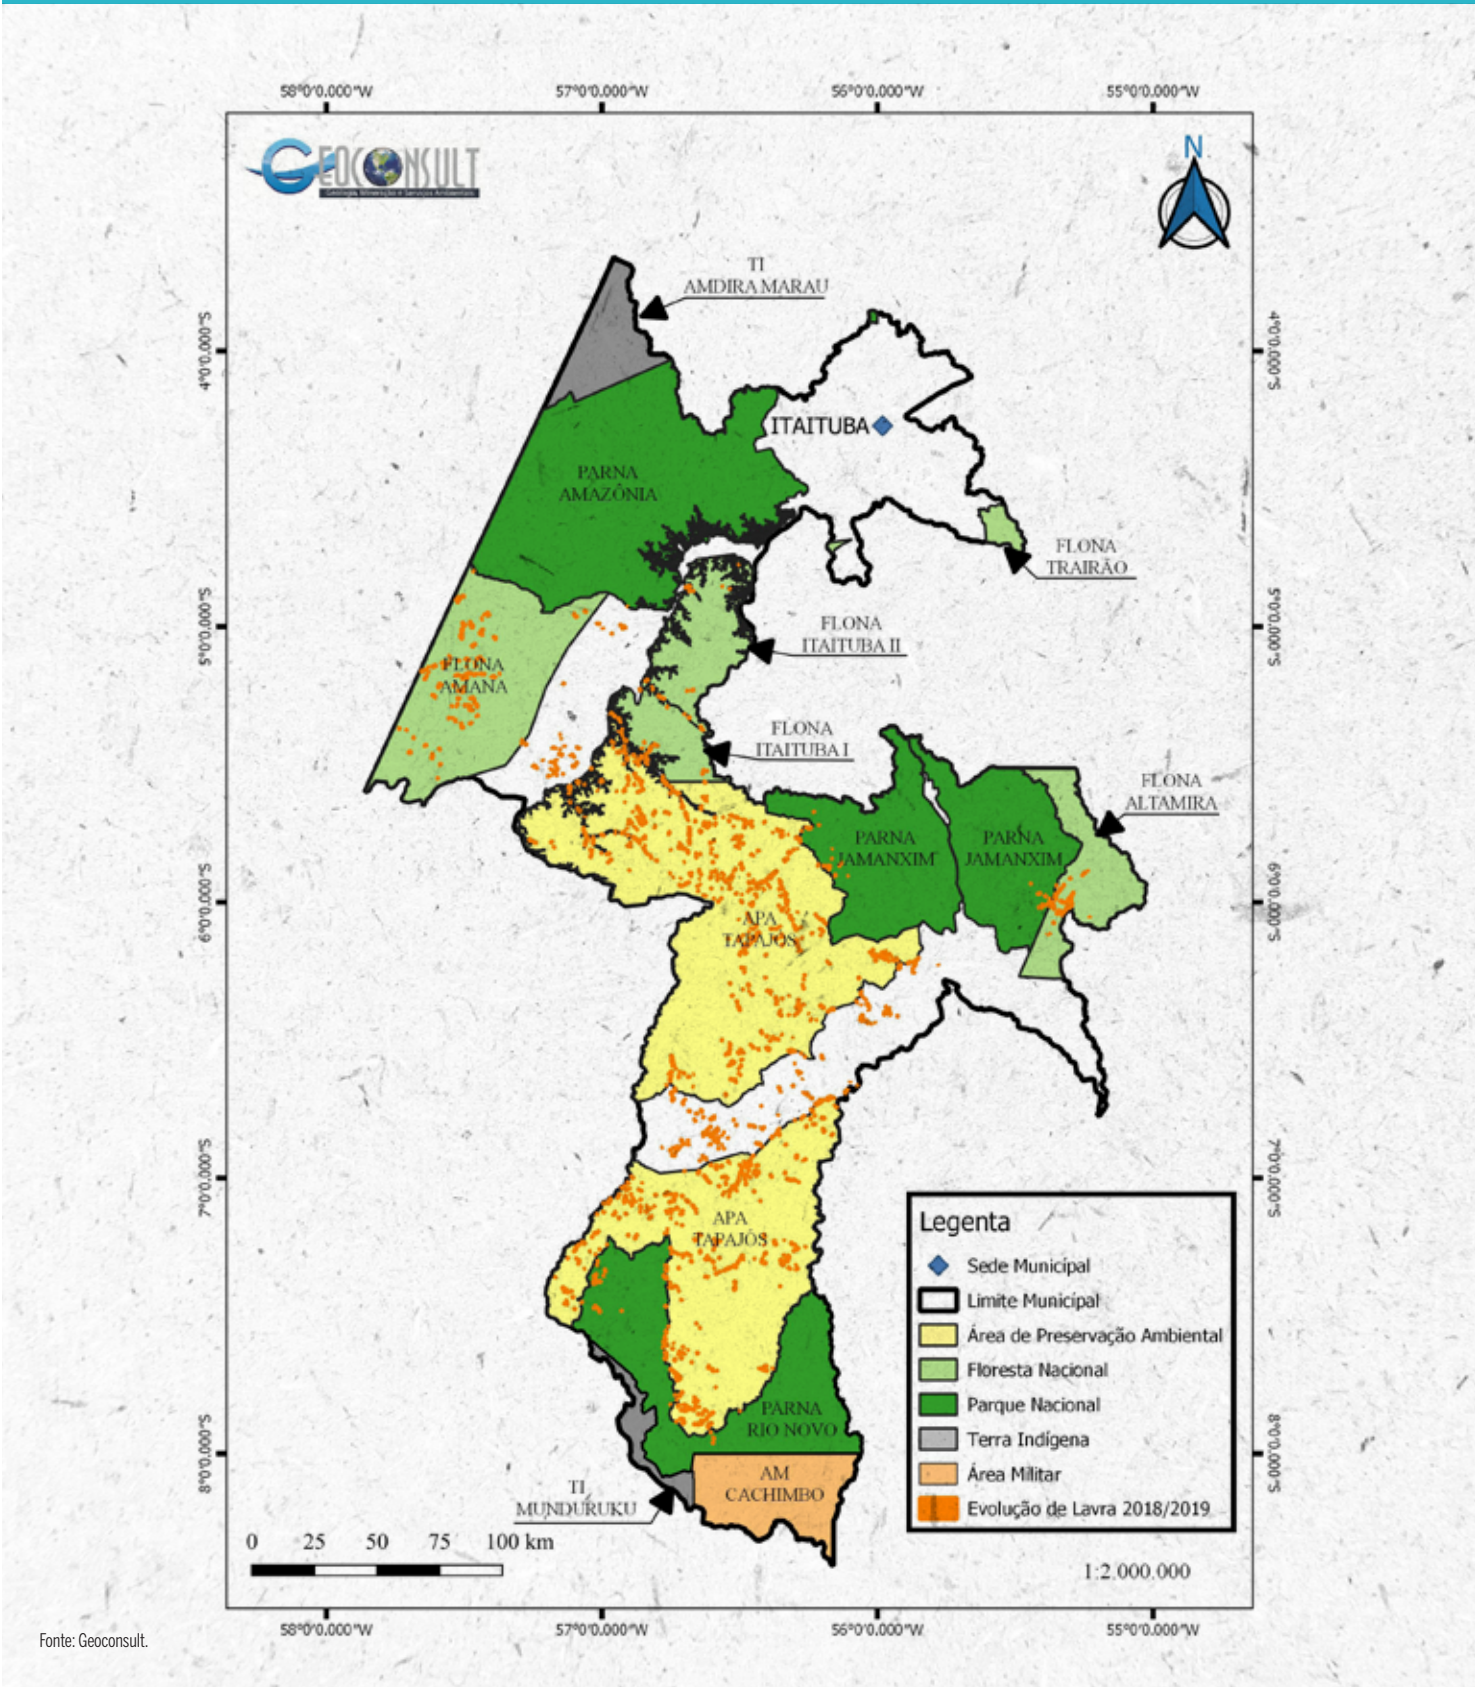 58°0'0.000"W 57°0'0.000"W 56°0'0.000"W 55°0'0.000"W
GEOCONSULT
Geologia, Mineração e Serviços Ambientais
N
TI
AMDIRA MARAU
4°0'0.000"S
4°0'0.000"S
ITAITUBA
PARNA
AMAZÔNIA
FLONA
TRAIRÃO
5°0'0.000"S
5°0'0.000"S
FLONA
ITAITUBA II
FLONA
AMANA
FLONA
ITAITUBA I
FLONA
ALTAMIRA
PARNA
JAMANXIM
PARNA
JAMANXIM
6°0'0.000"S
6°0'0.000"S
APA
TAPAJOS
7°0'0.000"S
7°0'0.000"S
APA
TAPAJÓS
Legenta
Sede Municipal
Limite Municipal
Área de Preservação Ambiental
Floresta Nacional
Parque Nacional
Terra Indígena
Área Militar
Evolução de Lavra 2018/2019
PARNA
RIO NOVO
8°0'0.000"S
8°0'0.000"S
AM
CACHIMBO
TI
MUNDURUKU
0 25 50 75 100 km
1:2.000.000
58°0'0.000"W 57°0'0.000"W 56°0'0.000"W 55°0'0.000"W
Fonte: Geoconsult.